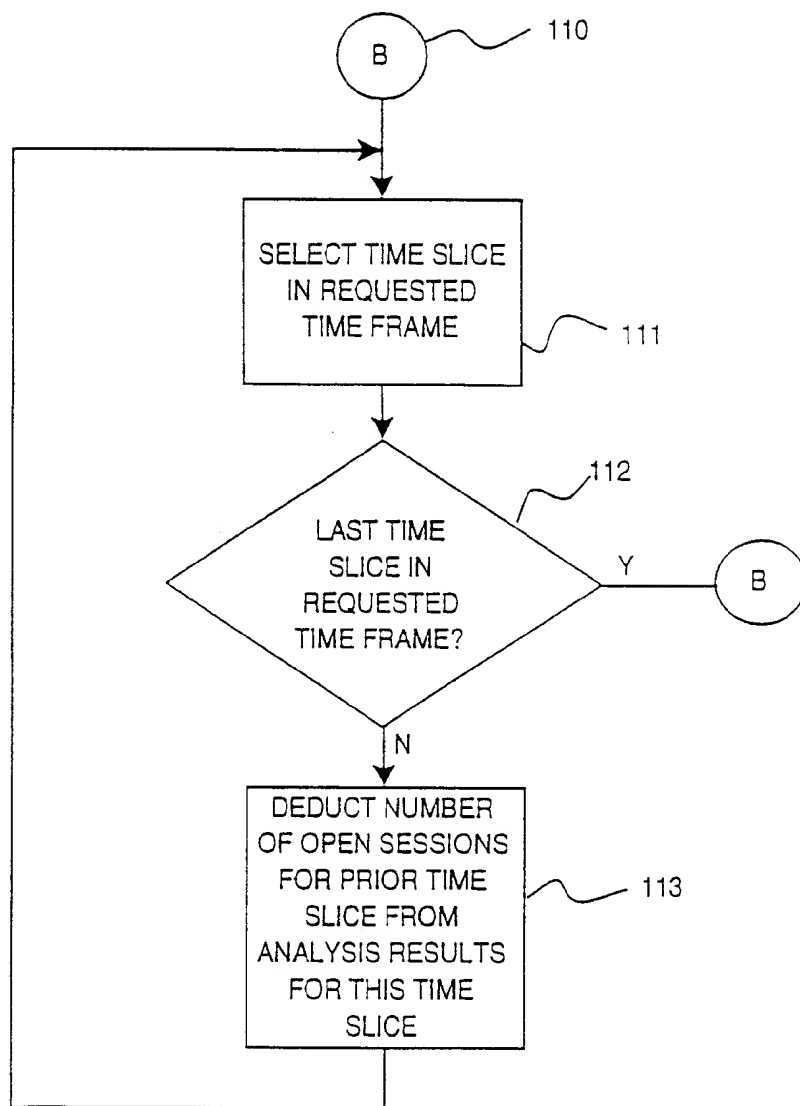 B
110
SELECT TIME SLICE
IN REQUESTED
TIME FRAME
111
112
LAST TIME
SLICE IN
REQUESTED
TIME FRAME?
Y
B
N
DEDUCT NUMBER
OF OPEN SESSIONS
FOR PRIOR TIME
SLICE FROM
ANALYSIS RESULTS
FOR THIS TIME
SLICE
113